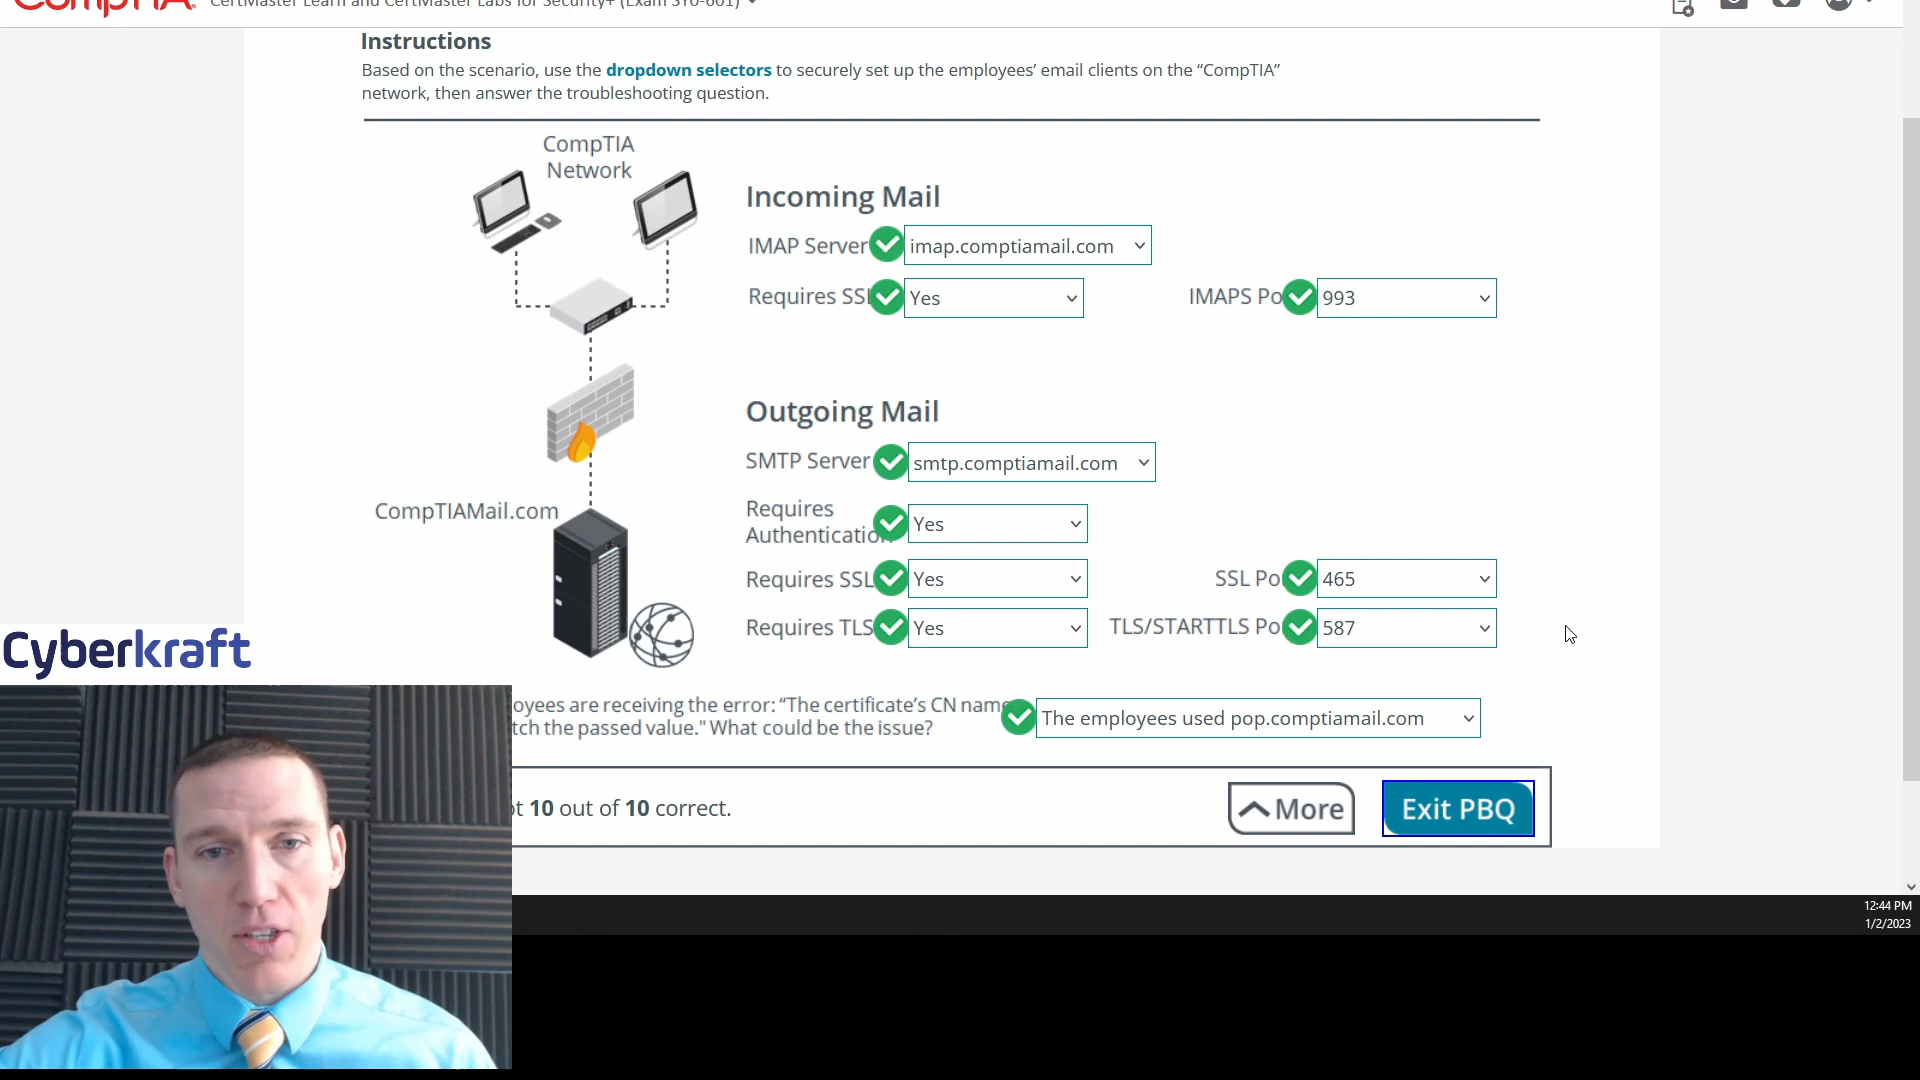 CompTIA. CertMaster Learn and CertMaster Labs for Security+ (Exam SY0-601)
Instructions
Based on the scenario, use the dropdown selectors to securely set up the employees’ email clients on the “CompTIA”
network, then answer the troubleshooting question.
CompTIA
Network
Incoming Mail
IMAP Server imap.comptiamail.com
Requires SSL Yes IMAPS Po 993
Outgoing Mail
SMTP Server smtp.comptiamail.com
CompTIAMail.com
Requires
Authentication Yes
Requires SSL Yes SSL Po 465
Requires TLS Yes TLS/STARTTLS Po 587
Cyberkraft
oyees are receiving the error: “The certificate’s CN name
tch the passed value." What could be the issue?
The employees used pop.comptiamail.com
t 10 out of 10 correct.
More
Exit PBQ
12:44 PM
1/2/2023